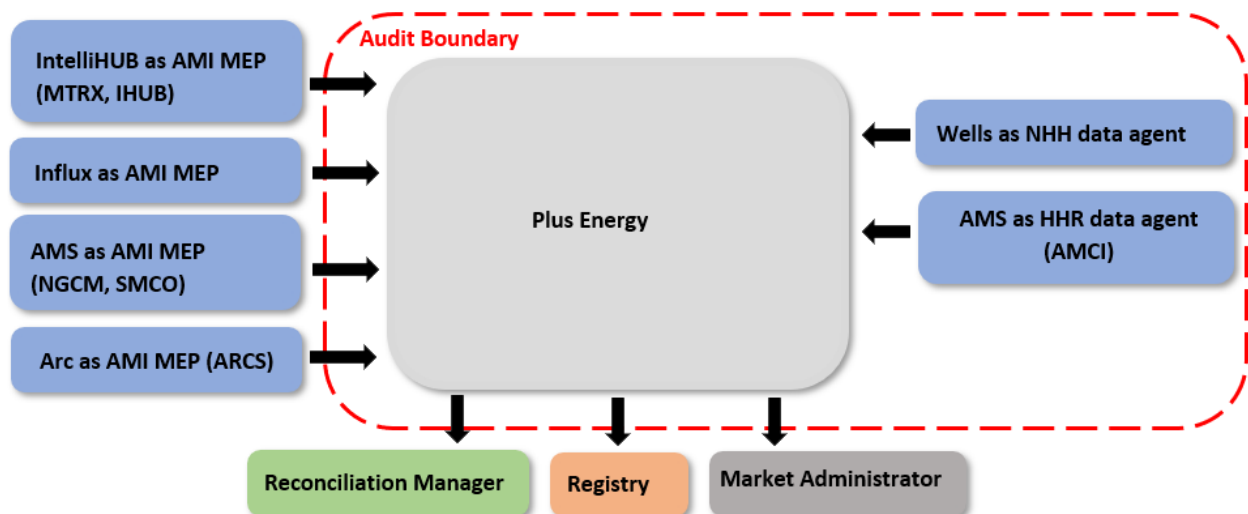 Audit Boundary
IntelliHUB as AMI MEP
(MTRX, IHUB)
Influx as AMI MEP
AMS as AMI MEP
(NGCM, SMCO)
Arc as AMI MEP (ARCS)
Plus Energy
Wells as NHH data agent
AMS as HHR data agent
(AMCI)
Reconciliation Manager
Registry
Market Administrator